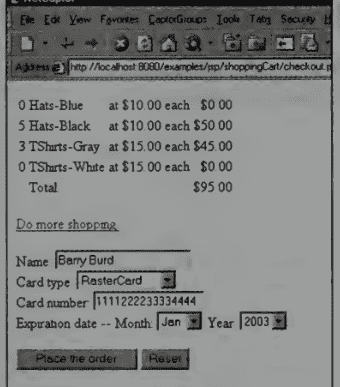 File Edit View Favorites CaptorGroups Tools Tabs Security
Address http://localhost:8080/examples/jsp/shoppingCart/checkout.
0 Hats-Blue at $10.00 each $0.00
5 Hats-Black at $10.00 each $50.00
3 TShirts-Gray at $15.00 each $45.00
0 TShirts-White at $15.00 each $0.00
Total $95.00
Do more shopping
Name Barry Burd
Card type RasterCard
Card number 1111222233334444
Expiration date -- Month Jan Year 2003
Place the order Reset